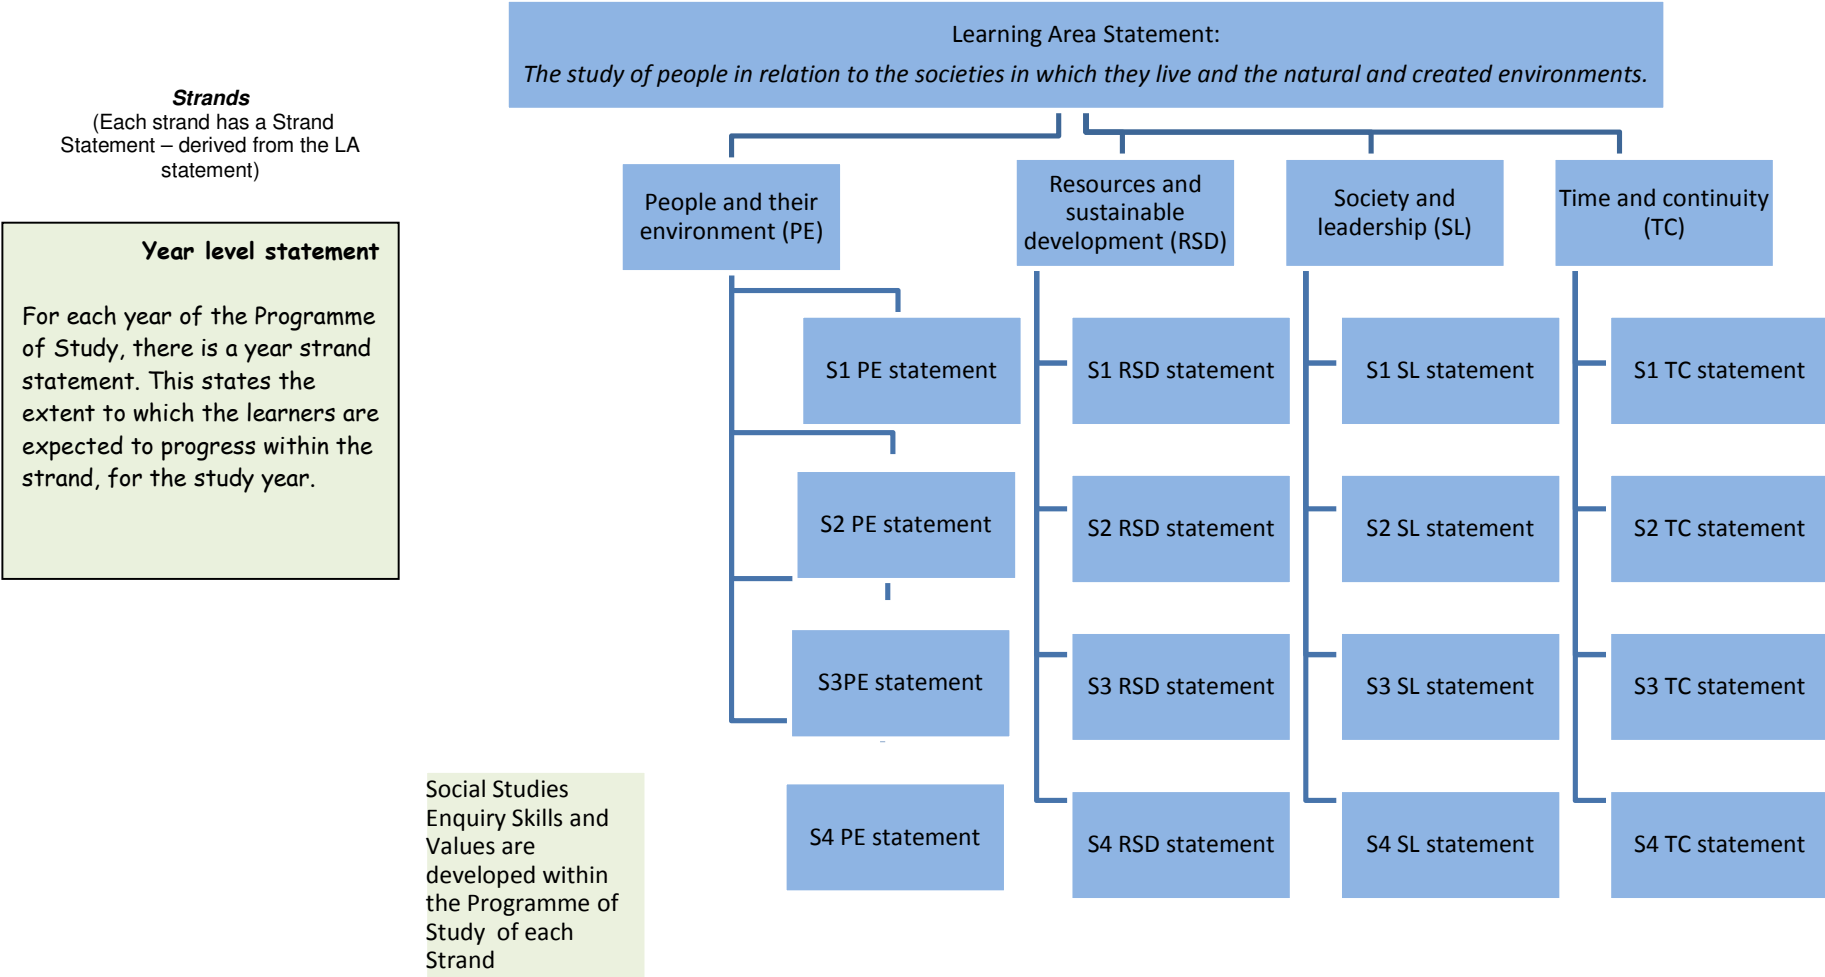 Learning Area Statement:
The study of people in relation to the societies in which they live and the natural and created environments.
Strands
(Each strand has a Strand
Statement – derived from the LA
statement)
People and their
environment (PE)
Resources and
sustainable
development (RSD)
Society and
leadership (SL)
Time and continuity
(TC)
Year level statement
For each year of the Programme
of Study, there is a year strand
statement. This states the
extent to which the learners are
expected to progress within the
strand, for the study year.
S1 PE statement
S1 RSD statement
S1 SL statement
S1 TC statement
S2 PE statement
S2 RSD statement
S2 SL statement
S2 TC statement
S3PE statement
S3 RSD statement
S3 SL statement
S3 TC statement
S4 PE statement
S4 RSD statement
S4 SL statement
S4 TC statement
Social Studies
Enquiry Skills and
Values are
developed within
the Programme of
Study  of each
Strand